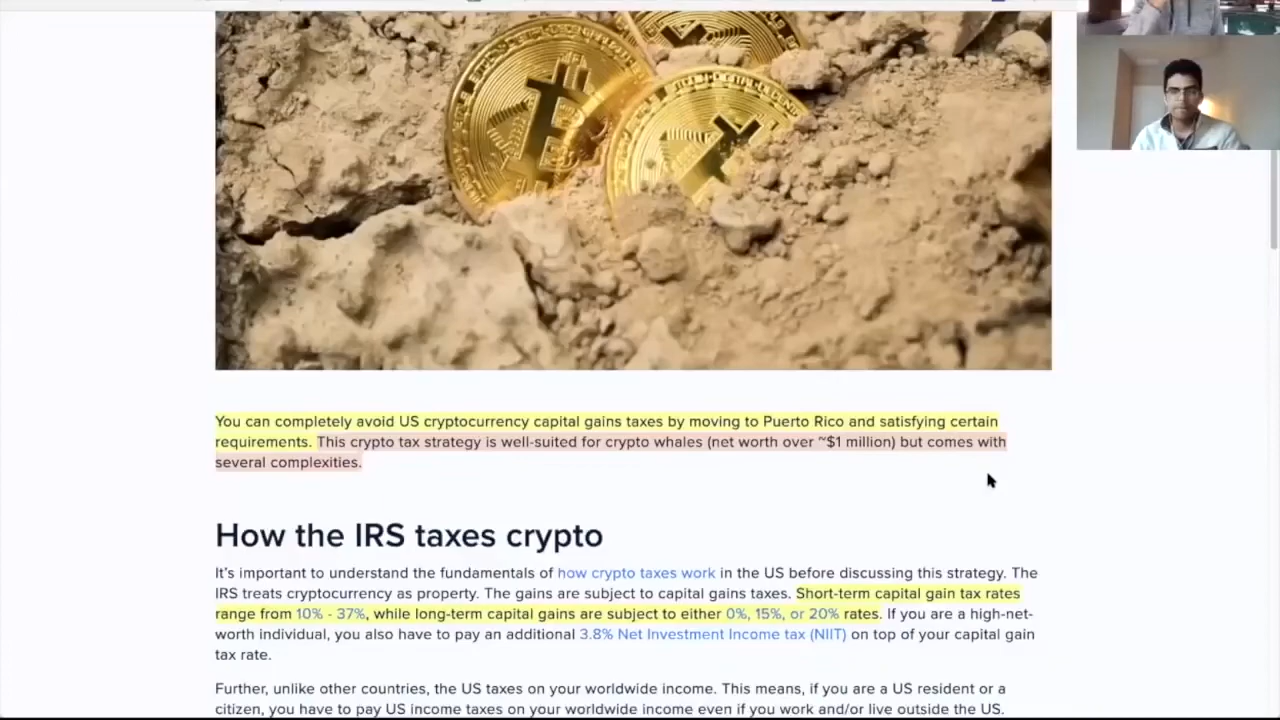 You can completely avoid US cryptocurrency capital gains taxes by moving to Puerto Rico and satisfying certain
requirements. This crypto tax strategy is well-suited for crypto whales (net worth over ~$1 million) but comes with
several complexities.
How the IRS taxes crypto
It’s important to understand the fundamentals of how crypto taxes work in the US before discussing this strategy. The
IRS treats cryptocurrency as property. The gains are subject to capital gains taxes. Short-term capital gain tax rates
range from 10% - 37%, while long-term capital gains are subject to either 0%, 15%, or 20% rates. If you are a high-net-
worth individual, you also have to pay an additional 3.8% Net Investment Income tax (NIIT) on top of your capital gain
tax rate.
Further, unlike other countries, the US taxes on your worldwide income. This means, if you are a US resident or a
citizen, you have to pay US income taxes on your worldwide income even if you work and/or live outside the US.